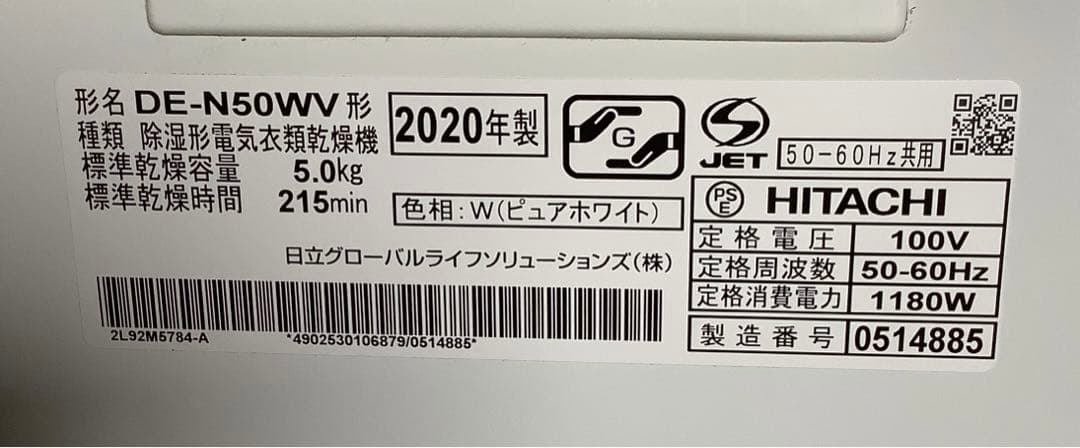 形名 DE-N50WV 形
種類 除湿形電気衣類乾燥機
標準乾燥容量 5.0kg
標準乾燥時間 215min
2020年製
G
JET
50-60Hz共用
色相:W(ピュアホワイト)
日立グローバルライフソリューションズ(株)
PSE HITACHI
定格電圧 100V
定格周波数 50-60Hz
定格消費電力 1180W
製造番号 0514885
2L92M5784-A
*4902530106879/0514885*